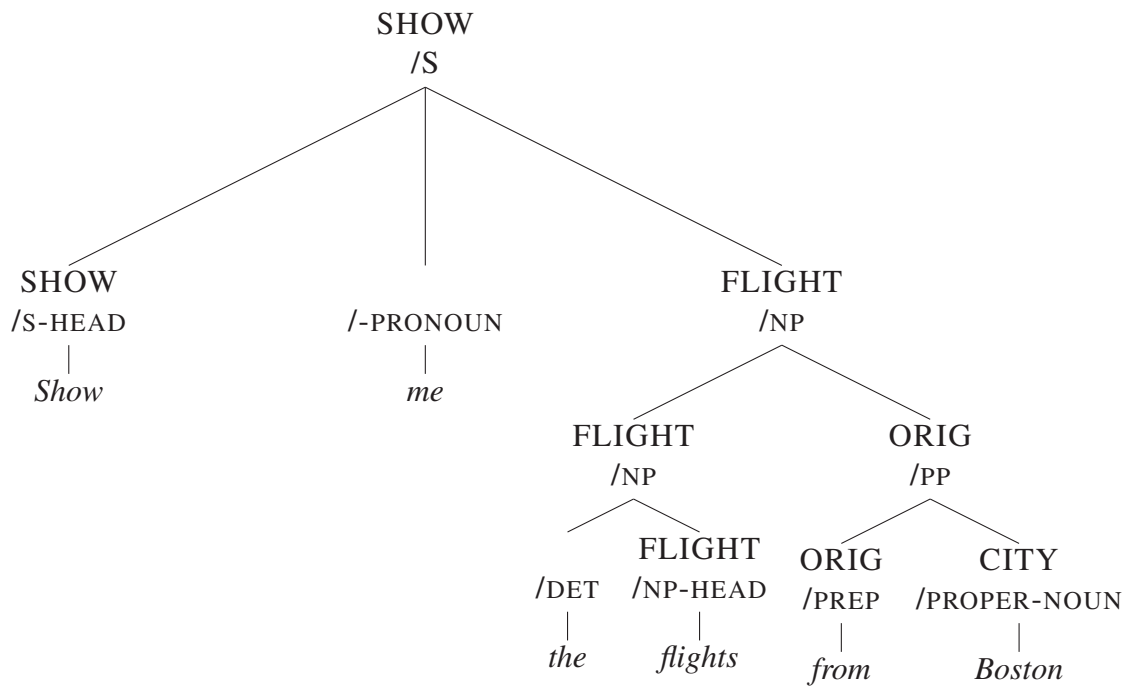 SHOW
/S
SHOW FLIGHT
/S-HEAD /-PRONOUN /NP
Show me
FLIGHT ORIG
/NP /PP
FLIGHT ORIG CITY
/DET /NP-HEAD /PREP /PROPER-NOUN
the flights from Boston